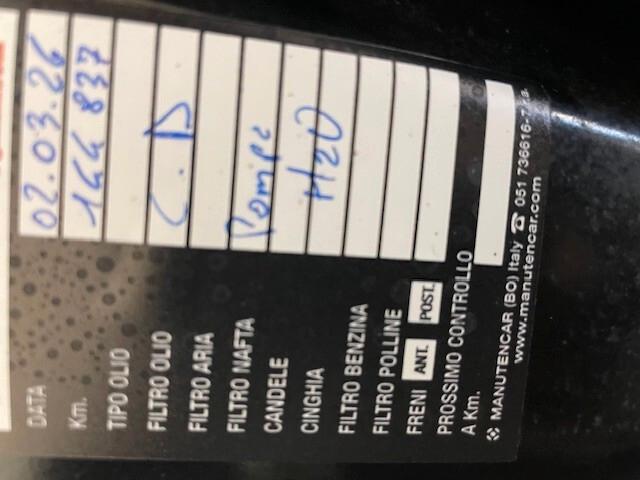 DATA 02.03.26
Km. 144 837
TIPO OLIO
FILTRO OLIO C.D
FILTRO ARIA
FILTRO NAFTA Pompa
CANDELE
CINGHIA H2O
FILTRO BENZINA
FILTRO POLLINE
FRENI ANT. POST.
PROSSIMO CONTROLLO
A Km.
MANUTENCAR (BO) Italy ☎ 051 736616 - 7 r.a.
www.manutencar.com